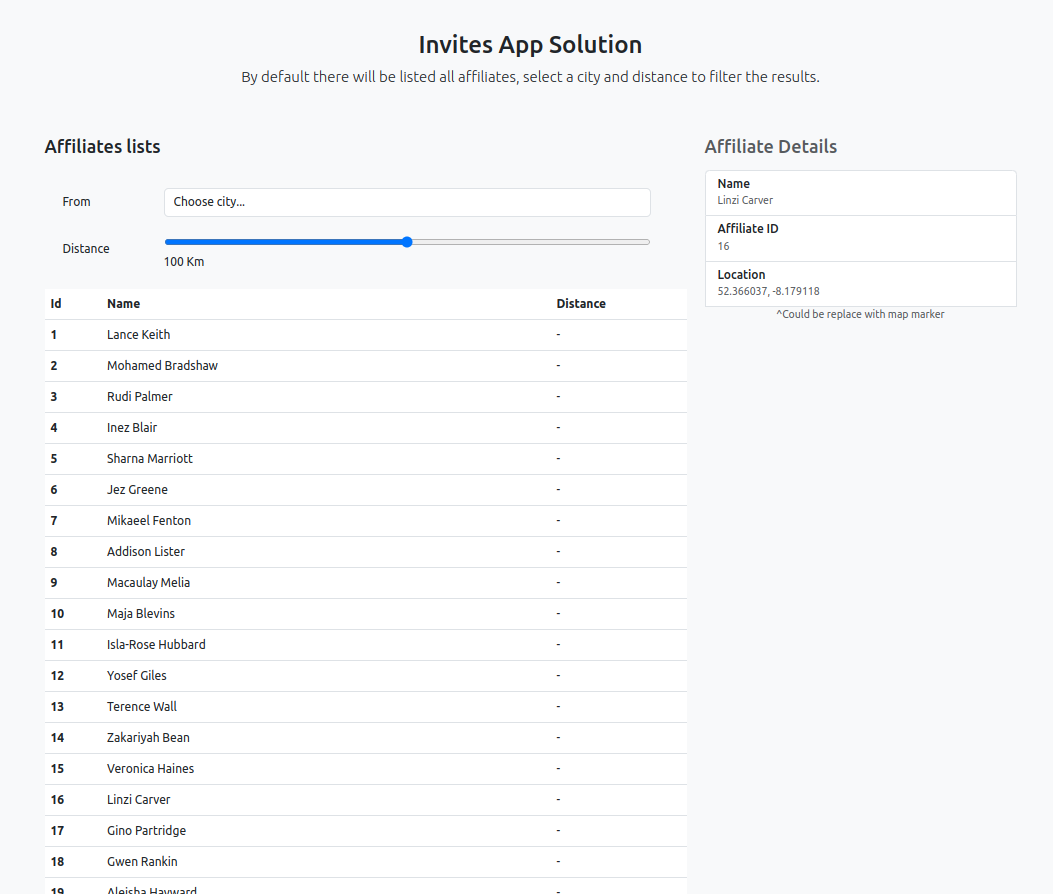 Invites App Solution
By default there will be listed all affiliates, select a city and distance to filter the results.
Affiliates lists
From
Choose city...
Distance
100 Km
Id Name Distance
1 Lance Keith -
2 Mohamed Bradshaw -
3 Rudi Palmer -
4 Inez Blair -
5 Sharna Marriott -
6 Jez Greene -
7 Mikaeel Fenton -
8 Addison Lister -
9 Macaulay Melia -
10 Maja Blevins -
11 Isla-Rose Hubbard -
12 Yosef Giles -
13 Terence Wall -
14 Zakariyah Bean -
15 Veronica Haines -
16 Linzi Carver -
17 Gino Partridge -
18 Gwen Rankin -
19 Aleisha Hayward
Affiliate Details
Name
Linzi Carver
Affiliate ID
16
Location
52.366037, -8.179118
^Could be replace with map marker